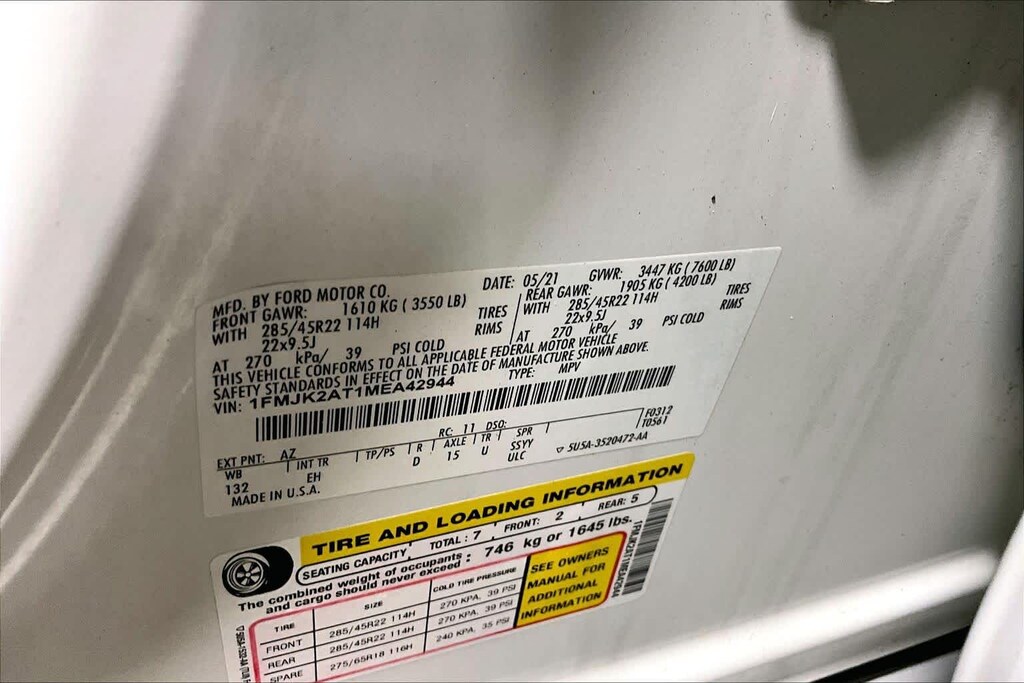 MFD. BY FORD MOTOR CO.
DATE: 05/21 GVWR: 3447 KG ( 7600 LB)
FRONT GAWR: 1610 KG ( 3550 LB) REAR GAWR: 1905 KG ( 4200 LB)
WITH 285/45R22 114H TIRES WITH 285/45R22 114H TIRES
22x9.5J RIMS 22x9.5J RIMS
AT 270 kPa/ 39 PSI COLD AT 270 kPa/ 39 PSI COLD
THIS VEHICLE CONFORMS TO ALL APPLICABLE FEDERAL MOTOR VEHICLE
SAFETY STANDARDS IN EFFECT ON THE DATE OF MANUFACTURE SHOWN ABOVE.
VIN: 1FMJK2AT1MEA42944 TYPE: MPV
EXT PNT: AZ RC: 11 DSO: F0312
WB INT TR TP/PS R AXLE TR SPR T0561
132 EH D 15 U SSYY
ULC
MADE IN U.S.A. 5U5A-3520472-AA
TIRE AND LOADING INFORMATION
SEATING CAPACITY, TOTAL: 7 FRONT: 2 REAR: 5
The combined weight of occupants and cargo should never exceed : 746 kg or 1645 lbs.
TIRE SIZE COLD TIRE PRESSURE
FRONT 285/45R22 114H 270 KPA, 39 PSI
REAR 285/45R22 114H 270 KPA, 39 PSI
SPARE 275/65R18 116H 240 KPA, 35 PSI
SEE OWNERS
MANUAL FOR
ADDITIONAL
INFORMATION